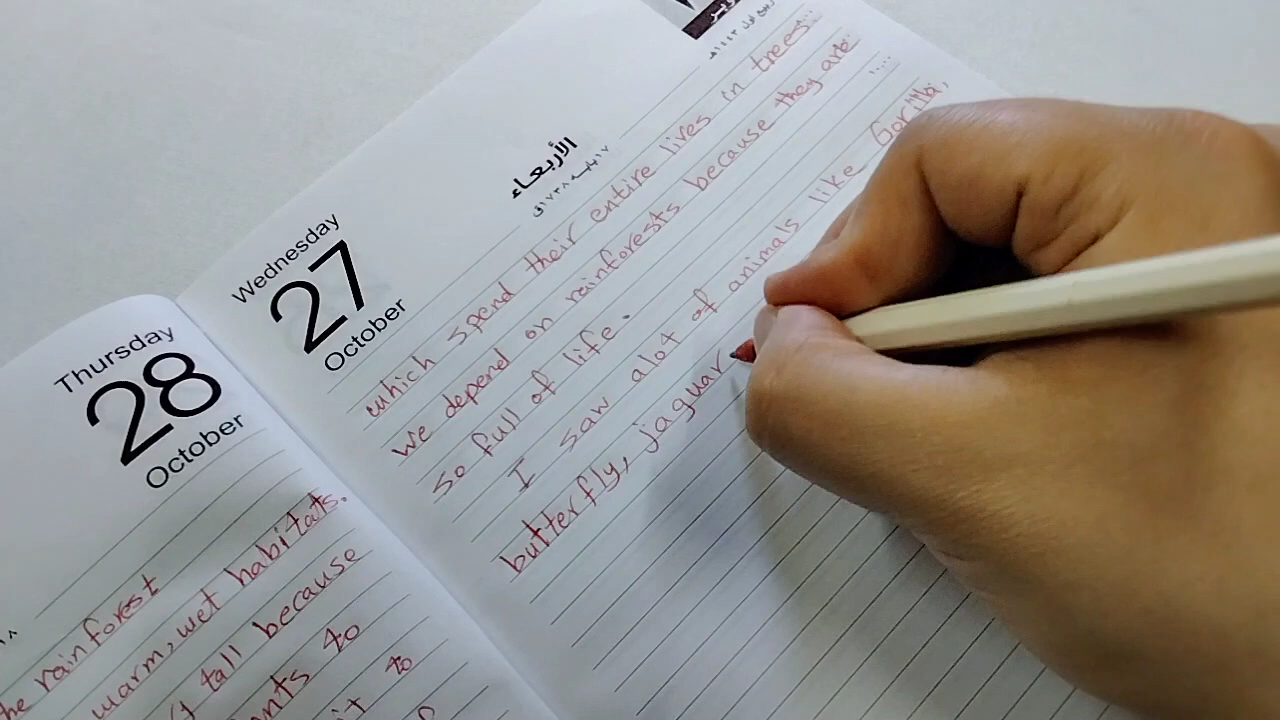 Thursday
28
October
he rainforest
warm, wet habitats.
tall because
to
it to
Wednesday
27
October
الأربعاء
which spend their entire lives in trees...
we depend on rainforests because they are
so full of life.
I saw alot of animals like Gorilla,
butterfly, jaguar